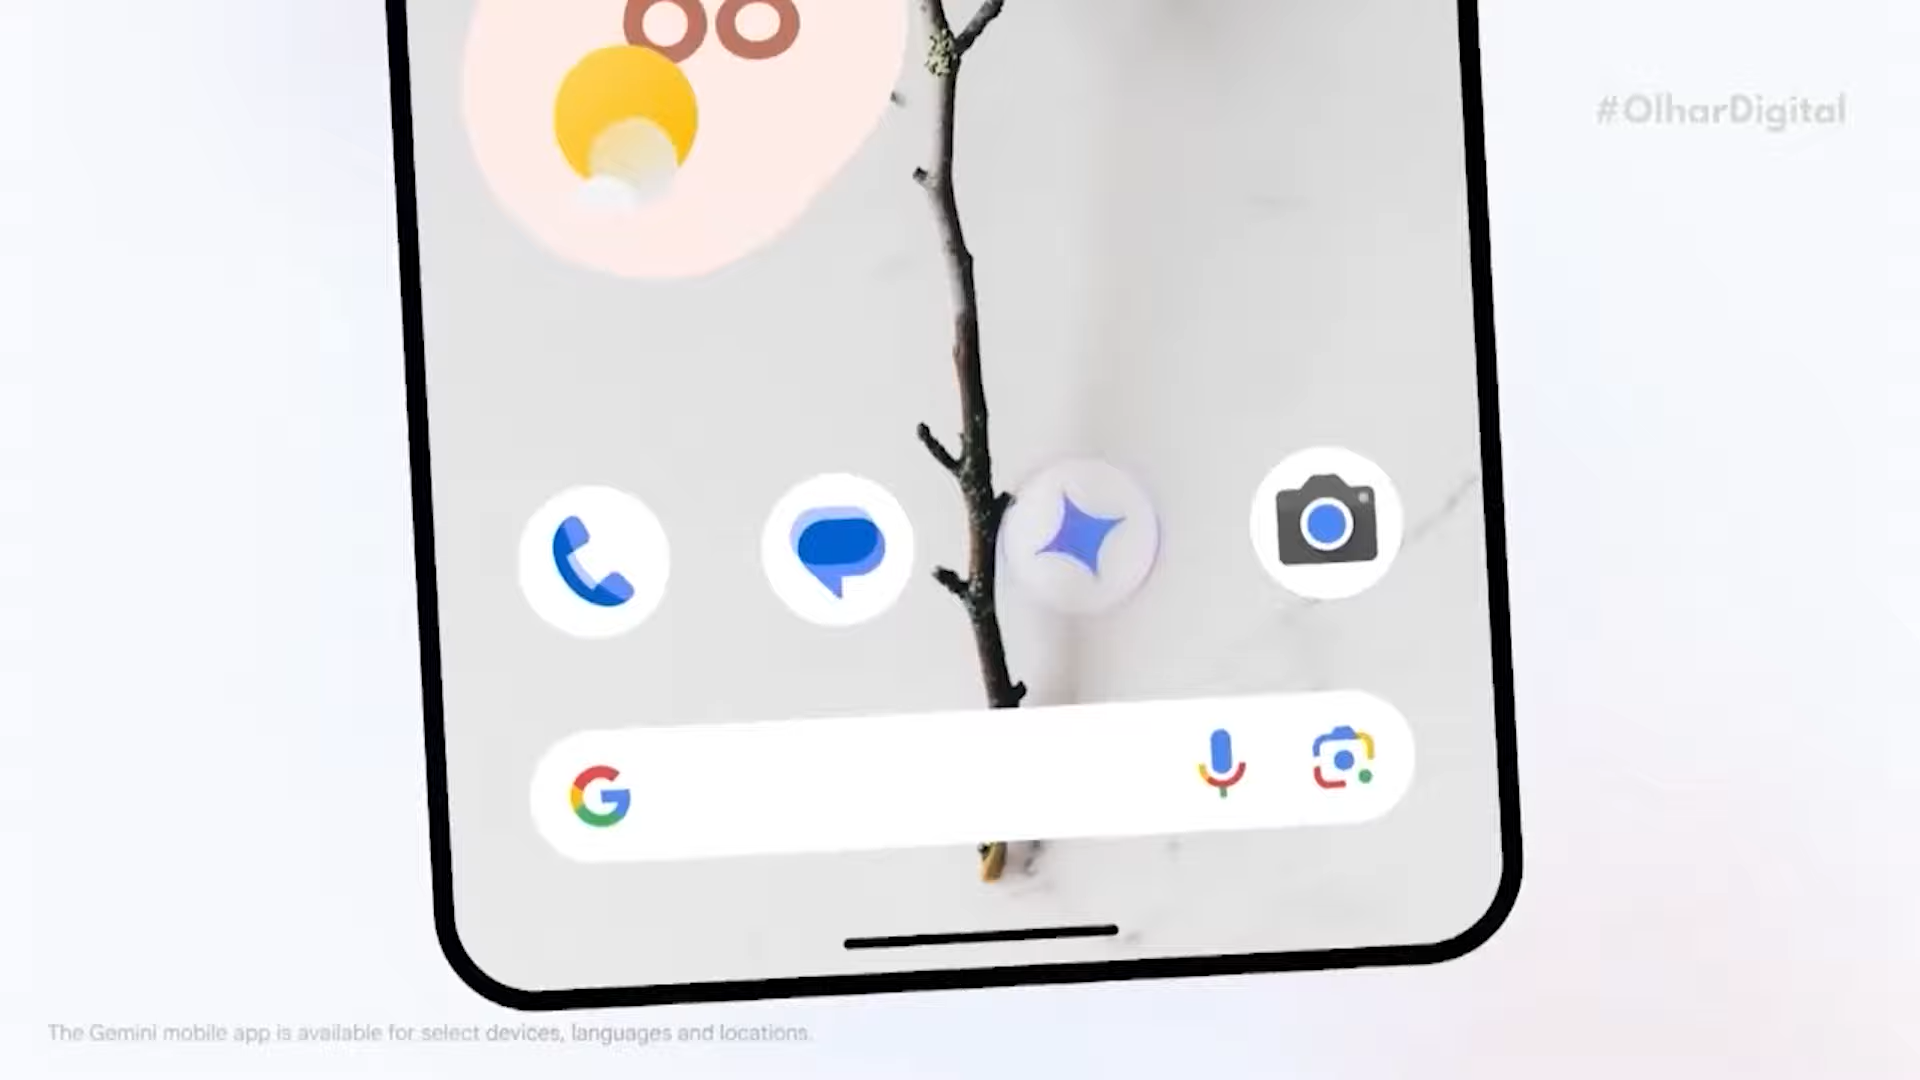 #OlharDigital
G
The Gemini mobile app is available for select devices, languages and locations.